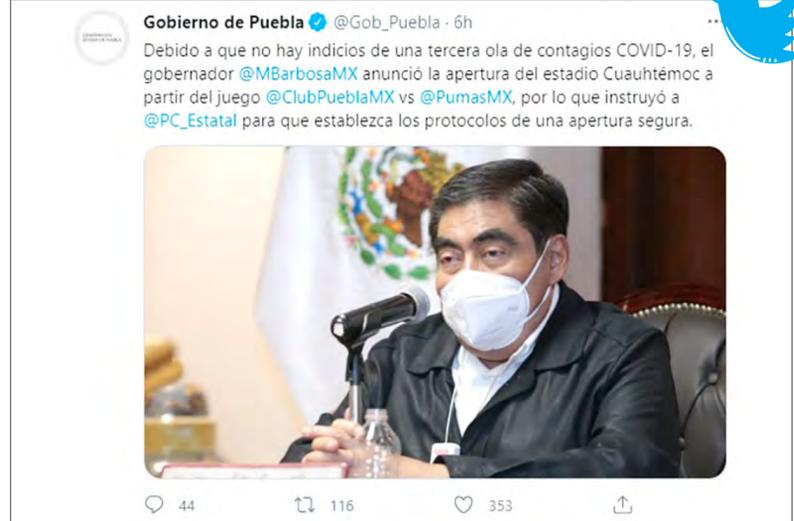 Gobierno de Puebla @Gob_Puebla · 6h
Debido a que no hay indicios de una tercera ola de contagios COVID-19, el
gobernador @MBarbosaMX anunció la apertura del estadio Cuauhtémoc a
partir del juego @ClubPueblaMX vs @PumasMX, por lo que instruyó a
@PC_Estatal para que establezca los protocolos de una apertura segura.
44 116 353